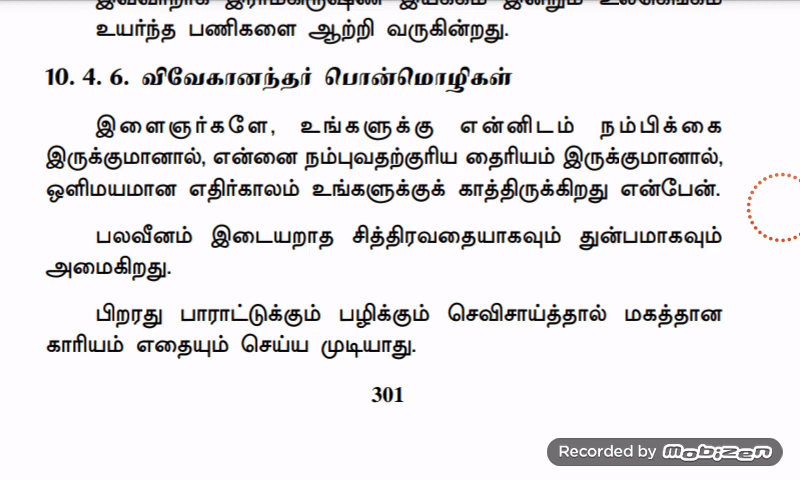 உயர்ந்த பணிகளை ஆற்றி வருகின்றது.
10. 4. 6. விவேகானந்தர் பொன்மொழிகள்
இளைஞர்களே, உங்களுக்கு என்னிடம் நம்பிக்கை
இருக்குமானால், என்னை நம்புவதற்குரிய தைரியம் இருக்குமானால்,
ஒளிமயமான எதிர்காலம் உங்களுக்குக் காத்திருக்கிறது என்பேன்.
பலவீனம் இடையறாத சித்திரவதையாகவும் துன்பமாகவும்
அமைகிறது.
பிறரது பாராட்டுக்கும் பழிக்கும் செவிசாய்த்தால் மகத்தான
காரியம் எதையும் செய்ய முடியாது.
301
Recorded by mobizen